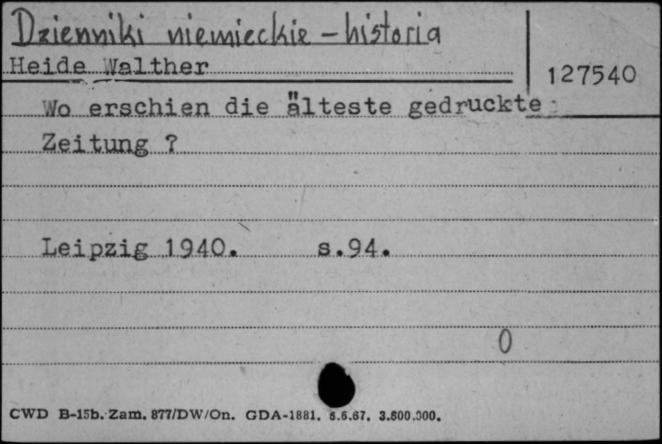 Dzienniki niemieckie – historia
Heide Walther
127540
Wo erschien die älteste gedruckte
Zeitung ?
Leipzig 1940. s.94.
0
CWD B-15b. Zam. 877/DW/On. GDA-1881. 6.6.67. 3.600.000.